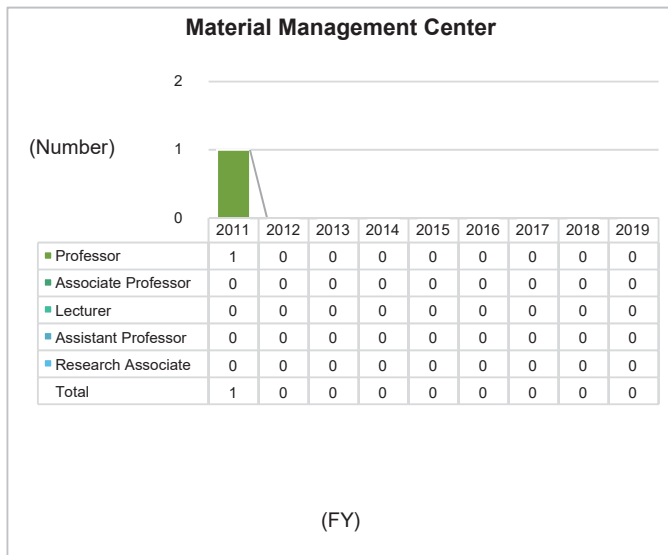 Material Management Center
2
(Number)
1
0
2011 2012 2013 2014 2015 2016 2017 2018 2019
Professor 1 0 0 0 0 0 0 0 0
Associate Professor 0 0 0 0 0 0 0 0 0
Lecturer 0 0 0 0 0 0 0 0 0
Assistant Professor 0 0 0 0 0 0 0 0 0
Research Associate 0 0 0 0 0 0 0 0 0
Total 1 0 0 0 0 0 0 0 0
(FY)